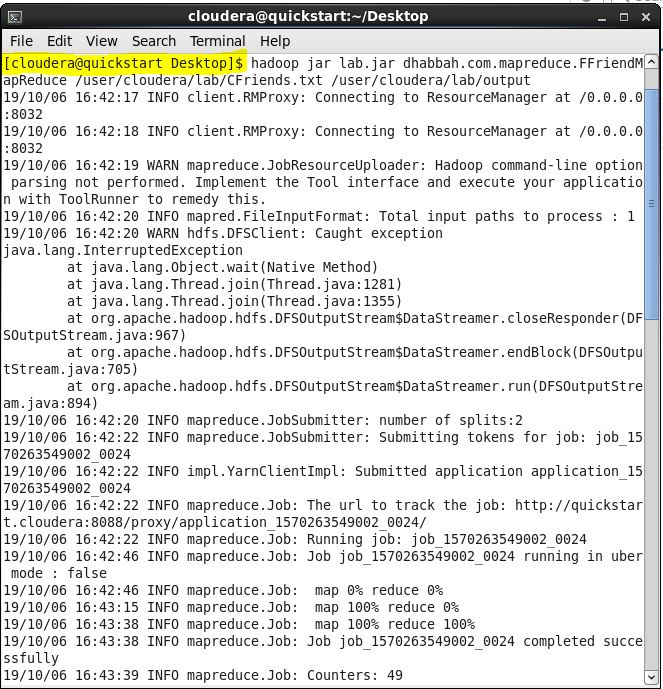 cloudera@quickstart:~/Desktop
File Edit View Search Terminal Help
[cloudera@quickstart Desktop]$ hadoop jar lab.jar dhabbah.com.mapreduce.FFriendM
apReduce /user/cloudera/lab/CFriends.txt /user/cloudera/lab/output
19/10/06 16:42:17 INFO client.RMProxy: Connecting to ResourceManager at /0.0.0.0
:8032
19/10/06 16:42:18 INFO client.RMProxy: Connecting to ResourceManager at /0.0.0.0
:8032
19/10/06 16:42:19 WARN mapreduce.JobResourceUploader: Hadoop command-line option
 parsing not performed. Implement the Tool interface and execute your applicatio
n with ToolRunner to remedy this.
19/10/06 16:42:20 INFO mapred.FileInputFormat: Total input paths to process : 1
19/10/06 16:42:20 WARN hdfs.DFSClient: Caught exception
java.lang.InterruptedException
        at java.lang.Object.wait(Native Method)
        at java.lang.Thread.join(Thread.java:1281)
        at java.lang.Thread.join(Thread.java:1355)
        at org.apache.hadoop.hdfs.DFSOutputStream$DataStreamer.closeResponder(DF
SOutputStream.java:967)
        at org.apache.hadoop.hdfs.DFSOutputStream$DataStreamer.endBlock(DFSOutpu
tStream.java:705)
        at org.apache.hadoop.hdfs.DFSOutputStream$DataStreamer.run(DFSOutputStre
am.java:894)
19/10/06 16:42:20 INFO mapreduce.JobSubmitter: number of splits:2
19/10/06 16:42:22 INFO mapreduce.JobSubmitter: Submitting tokens for job: job_15
70263549002_0024
19/10/06 16:42:22 INFO impl.YarnClientImpl: Submitted application application_15
70263549002_0024
19/10/06 16:42:22 INFO mapreduce.Job: The url to track the job: http://quickstar
t.cloudera:8088/proxy/application_1570263549002_0024/
19/10/06 16:42:22 INFO mapreduce.Job: Running job: job_1570263549002_0024
19/10/06 16:42:46 INFO mapreduce.Job: Job job_1570263549002_0024 running in uber
 mode : false
19/10/06 16:42:46 INFO mapreduce.Job:  map 0% reduce 0%
19/10/06 16:43:15 INFO mapreduce.Job:  map 100% reduce 0%
19/10/06 16:43:38 INFO mapreduce.Job:  map 100% reduce 100%
19/10/06 16:43:38 INFO mapreduce.Job: Job job_1570263549002_0024 completed succe
ssfully
19/10/06 16:43:39 INFO mapreduce.Job: Counters: 49